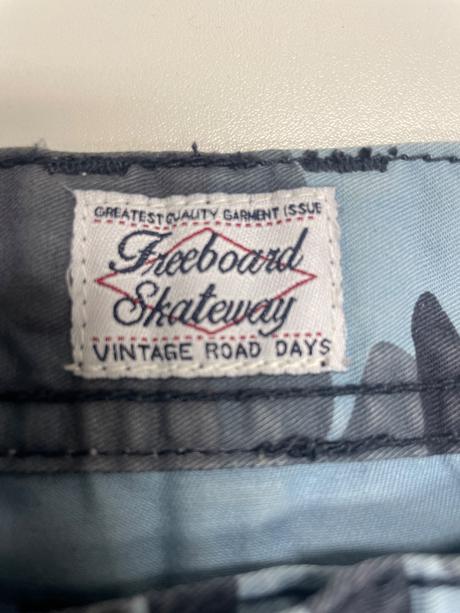 GREATEST QUALITY GARMENT ISSUE
Freeboard
Skateway
VINTAGE ROAD DAYS